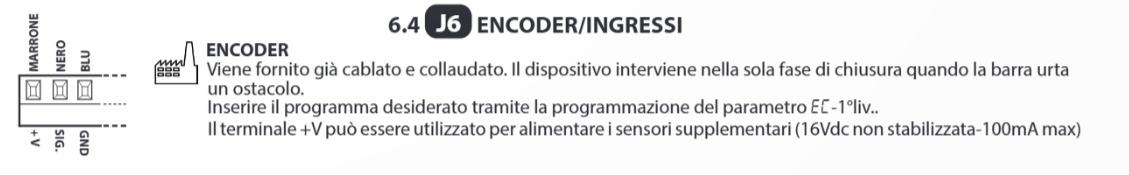 6.4 J6 ENCODER/INGRESSI
MARRONE
NERO
BLU
+V
SIG.
GND
ENCODER
Viene fornito già cablato e collaudato. Il dispositivo interviene nella sola fase di chiusura quando la barra urta
un ostacolo.
Inserire il programma desiderato tramite la programmazione del parametro EC-1°liv..
Il terminale +V può essere utilizzato per alimentare i sensori supplementari (16Vdc non stabilizzata-100mA max)